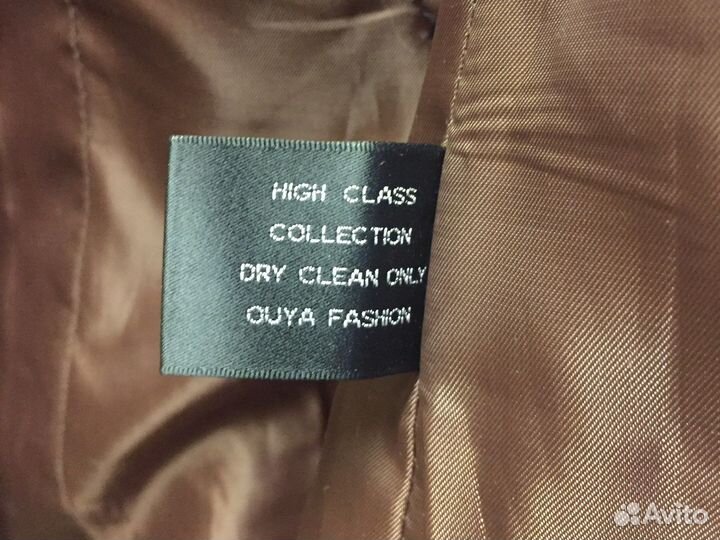 HIGH CLASS
COLLECTION
DRY CLEAN ONLY
OUYA FASHION
Avito